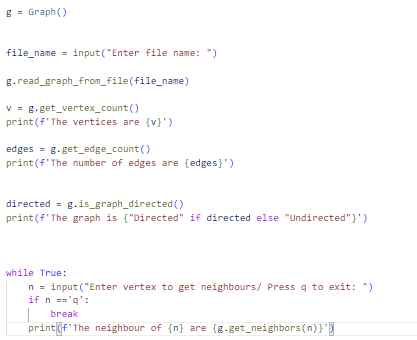 g = Graph()
file_name = input("Enter file name: ")
g.read_graph_from_file(file_name)
v = g.get_vertex_count()
print(f'The vertices are {v}')
edges = g.get_edge_count()
print(f'The number of edges are {edges}')
directed = g.is_graph_directed()
print(f'The graph is {"Directed" if directed else "Undirected"}')
while True:
    n = input("Enter vertex to get neighbours/ Press q to exit: ")
    if n =='q':
        break
    print(f'The neighbour of {n} are {g.get_neighbors(n)}')